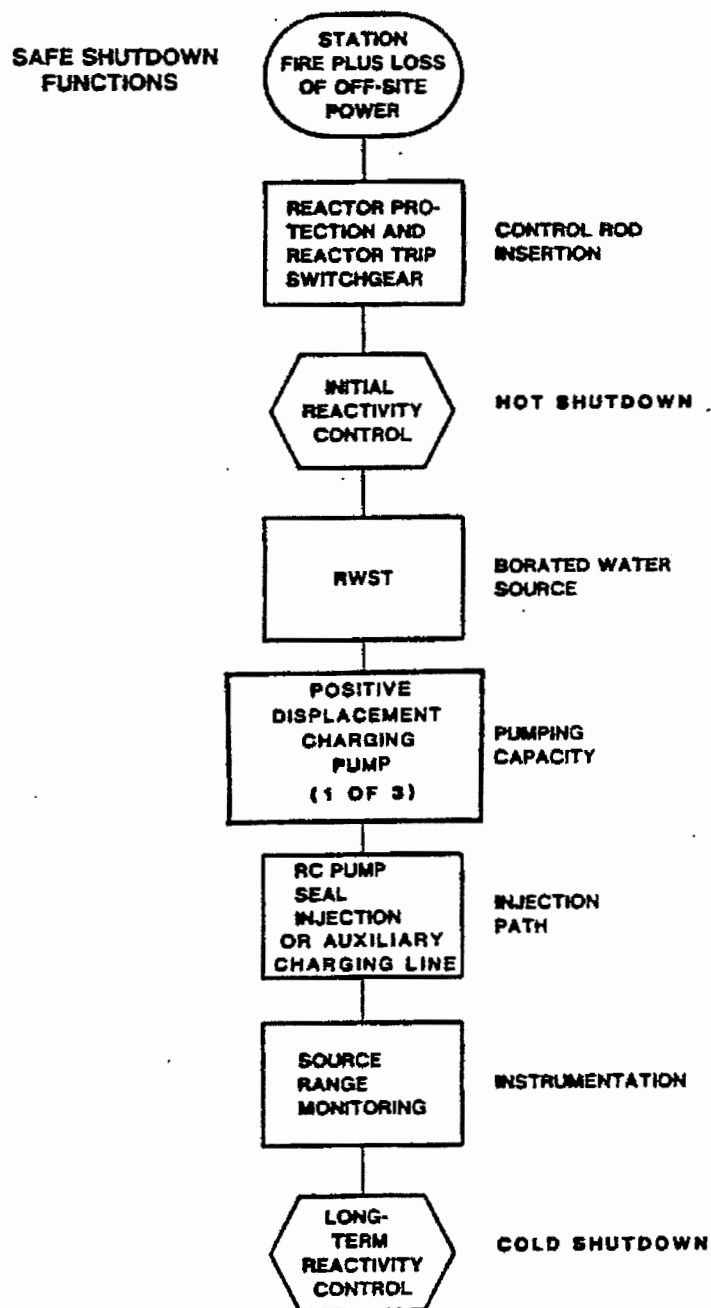 SAFE SHUTDOWN
FUNCTIONS
STATION
FIRE PLUS LOSS
OF OFF-SITE
POWER
REACTOR PRO-
TECTION AND
REACTOR TRIP
SWITCHGEAR
CONTROL ROD
INSERTION
INITIAL
REACTIVITY
CONTROL
HOT SHUTDOWN
RWST
BORATED WATER
SOURCE
POSITIVE
DISPLACEMENT
CHARGING
PUMP
(1 OF 3)
PUMPING
CAPACITY
RC PUMP
SEAL
INJECTION
OR AUXILIARY
CHARGING LINE
INJECTION
PATH
SOURCE
RANGE
MONITORING
INSTRUMENTATION
LONG-
TERM
REACTIVITY
CONTROL
COLD SHUTDOWN